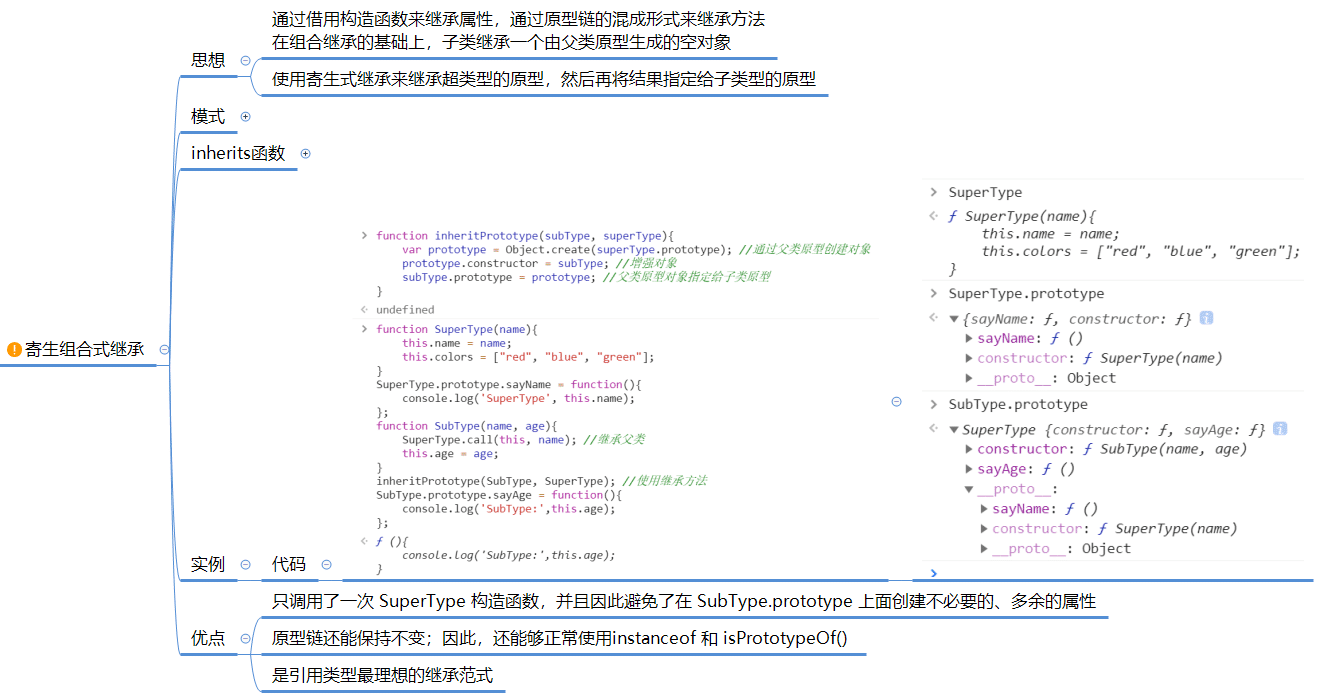 寄生组合式继承
思想
通过借用构造函数来继承属性，通过原型链的混成形式来继承方法
在组合继承的基础上，子类继承一个由父类原型生成的空对象
使用寄生式继承来继承超类型的原型，然后再将结果指定给子类型的原型
模式
inherits函数
实例
代码
> function inheritPrototype(subType, superType){
var prototype = Object.create(superType.prototype); //通过父类原型创建对象
prototype.constructor = subType; //增强对象
subType.prototype = prototype; //父类原型对象指定给子类原型
}
< undefined
> function SuperType(name){
this.name = name;
this.colors = ["red", "blue", "green"];
}
SuperType.prototype.sayName = function(){
console.log('SuperType', this.name);
};
function SubType(name, age){
SuperType.call(this, name); //继承父类
this.age = age;
}
inheritPrototype(SubType, SuperType); //使用继承方法
SubType.prototype.sayAge = function(){
console.log('SubType:',this.age);
};
< ƒ (){
console.log('SubType:',this.age);
}
> SuperType
< ƒ SuperType(name){
this.name = name;
this.colors = ["red", "blue", "green"];
}
> SuperType.prototype
< ▼{sayName: ƒ, constructor: ƒ} i
▶sayName: ƒ ()
▶constructor: ƒ SuperType(name)
▶__proto__: Object
> SubType.prototype
< ▼SuperType {constructor: ƒ, sayAge: ƒ} i
▶constructor: ƒ SubType(name, age)
▶sayAge: ƒ ()
▼__proto__:
▶sayName: ƒ ()
▶constructor: ƒ SuperType(name)
▶__proto__: Object
>
优点
只调用了一次 SuperType 构造函数，并且因此避免了在 SubType.prototype 上面创建不必要的、多余的属性
原型链还能保持不变；因此，还能够正常使用instanceof 和 isPrototypeOf()
是引用类型最理想的继承范式